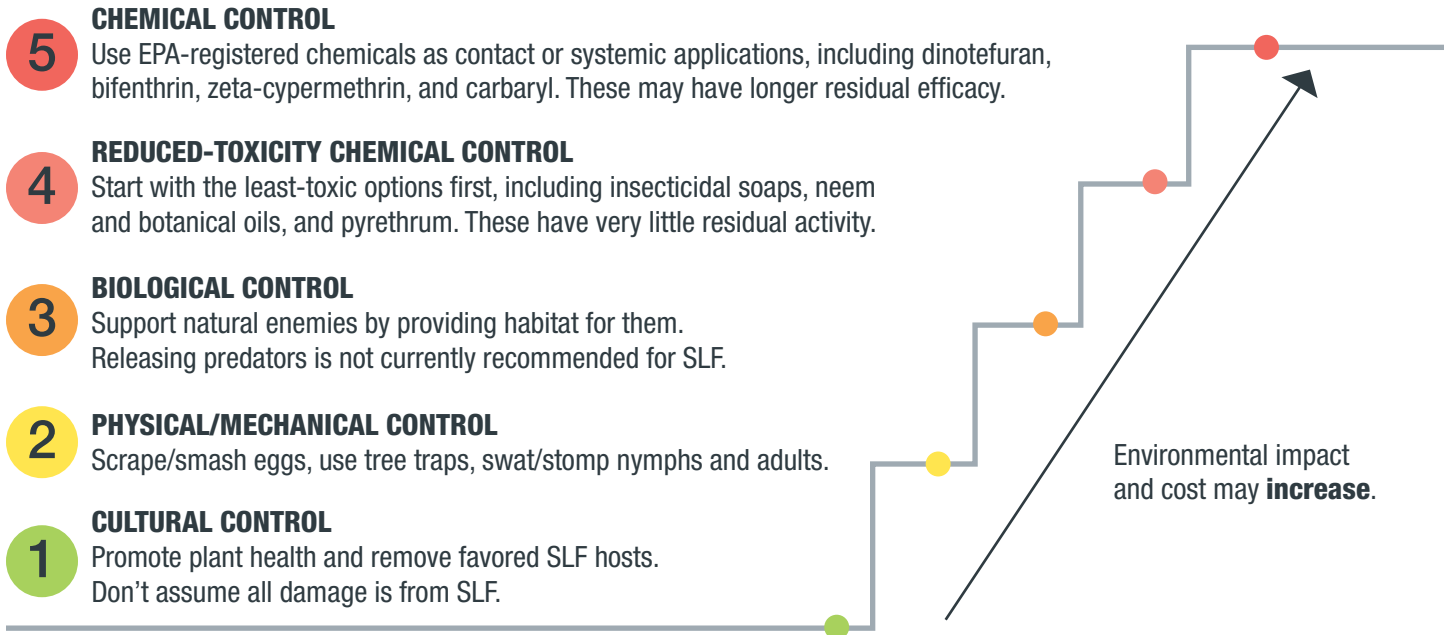 5
CHEMICAL CONTROL
Use EPA-registered chemicals as contact or systemic applications, including dinotefuran,
bifenthrin, zeta-cypermethrin, and carbaryl. These may have longer residual efficacy.
4
REDUCED-TOXICITY CHEMICAL CONTROL
Start with the least-toxic options first, including insecticidal soaps, neem
and botanical oils, and pyrethrum. These have very little residual activity.
3
BIOLOGICAL CONTROL
Support natural enemies by providing habitat for them.
Releasing predators is not currently recommended for SLF.
2
PHYSICAL/MECHANICAL CONTROL
Scrape/smash eggs, use tree traps, swat/stomp nymphs and adults.
1
CULTURAL CONTROL
Promote plant health and remove favored SLF hosts.
Don’t assume all damage is from SLF.
Environmental impact
and cost may increase.